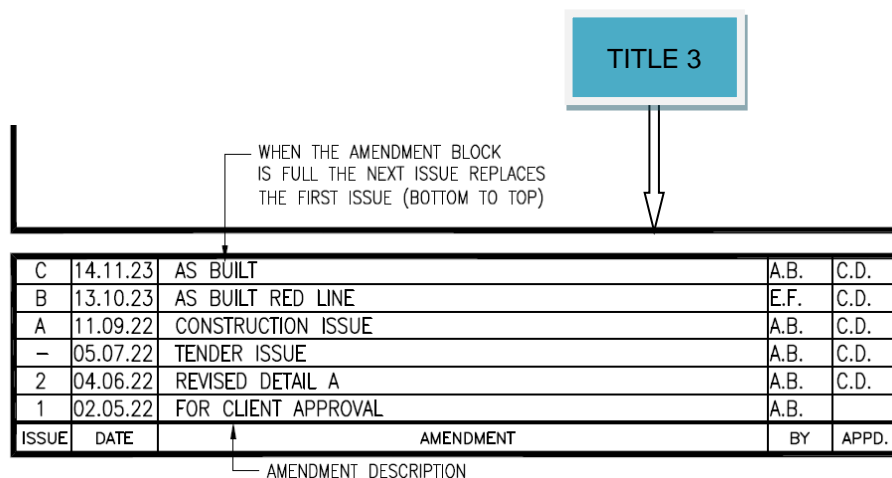 TITLE 3
WHEN THE AMENDMENT BLOCK
IS FULL THE NEXT ISSUE REPLACES
THE FIRST ISSUE (BOTTOM TO TOP)
C 14.11.23 AS BUILT A.B. C.D.
B 13.10.23 AS BUILT RED LINE E.F. C.D.
A 11.09.22 CONSTRUCTION ISSUE A.B. C.D.
– 05.07.22 TENDER ISSUE A.B. C.D.
2 04.06.22 REVISED DETAIL A A.B. C.D.
1 02.05.22 FOR CLIENT APPROVAL A.B.
ISSUE DATE AMENDMENT BY APPD.
AMENDMENT DESCRIPTION